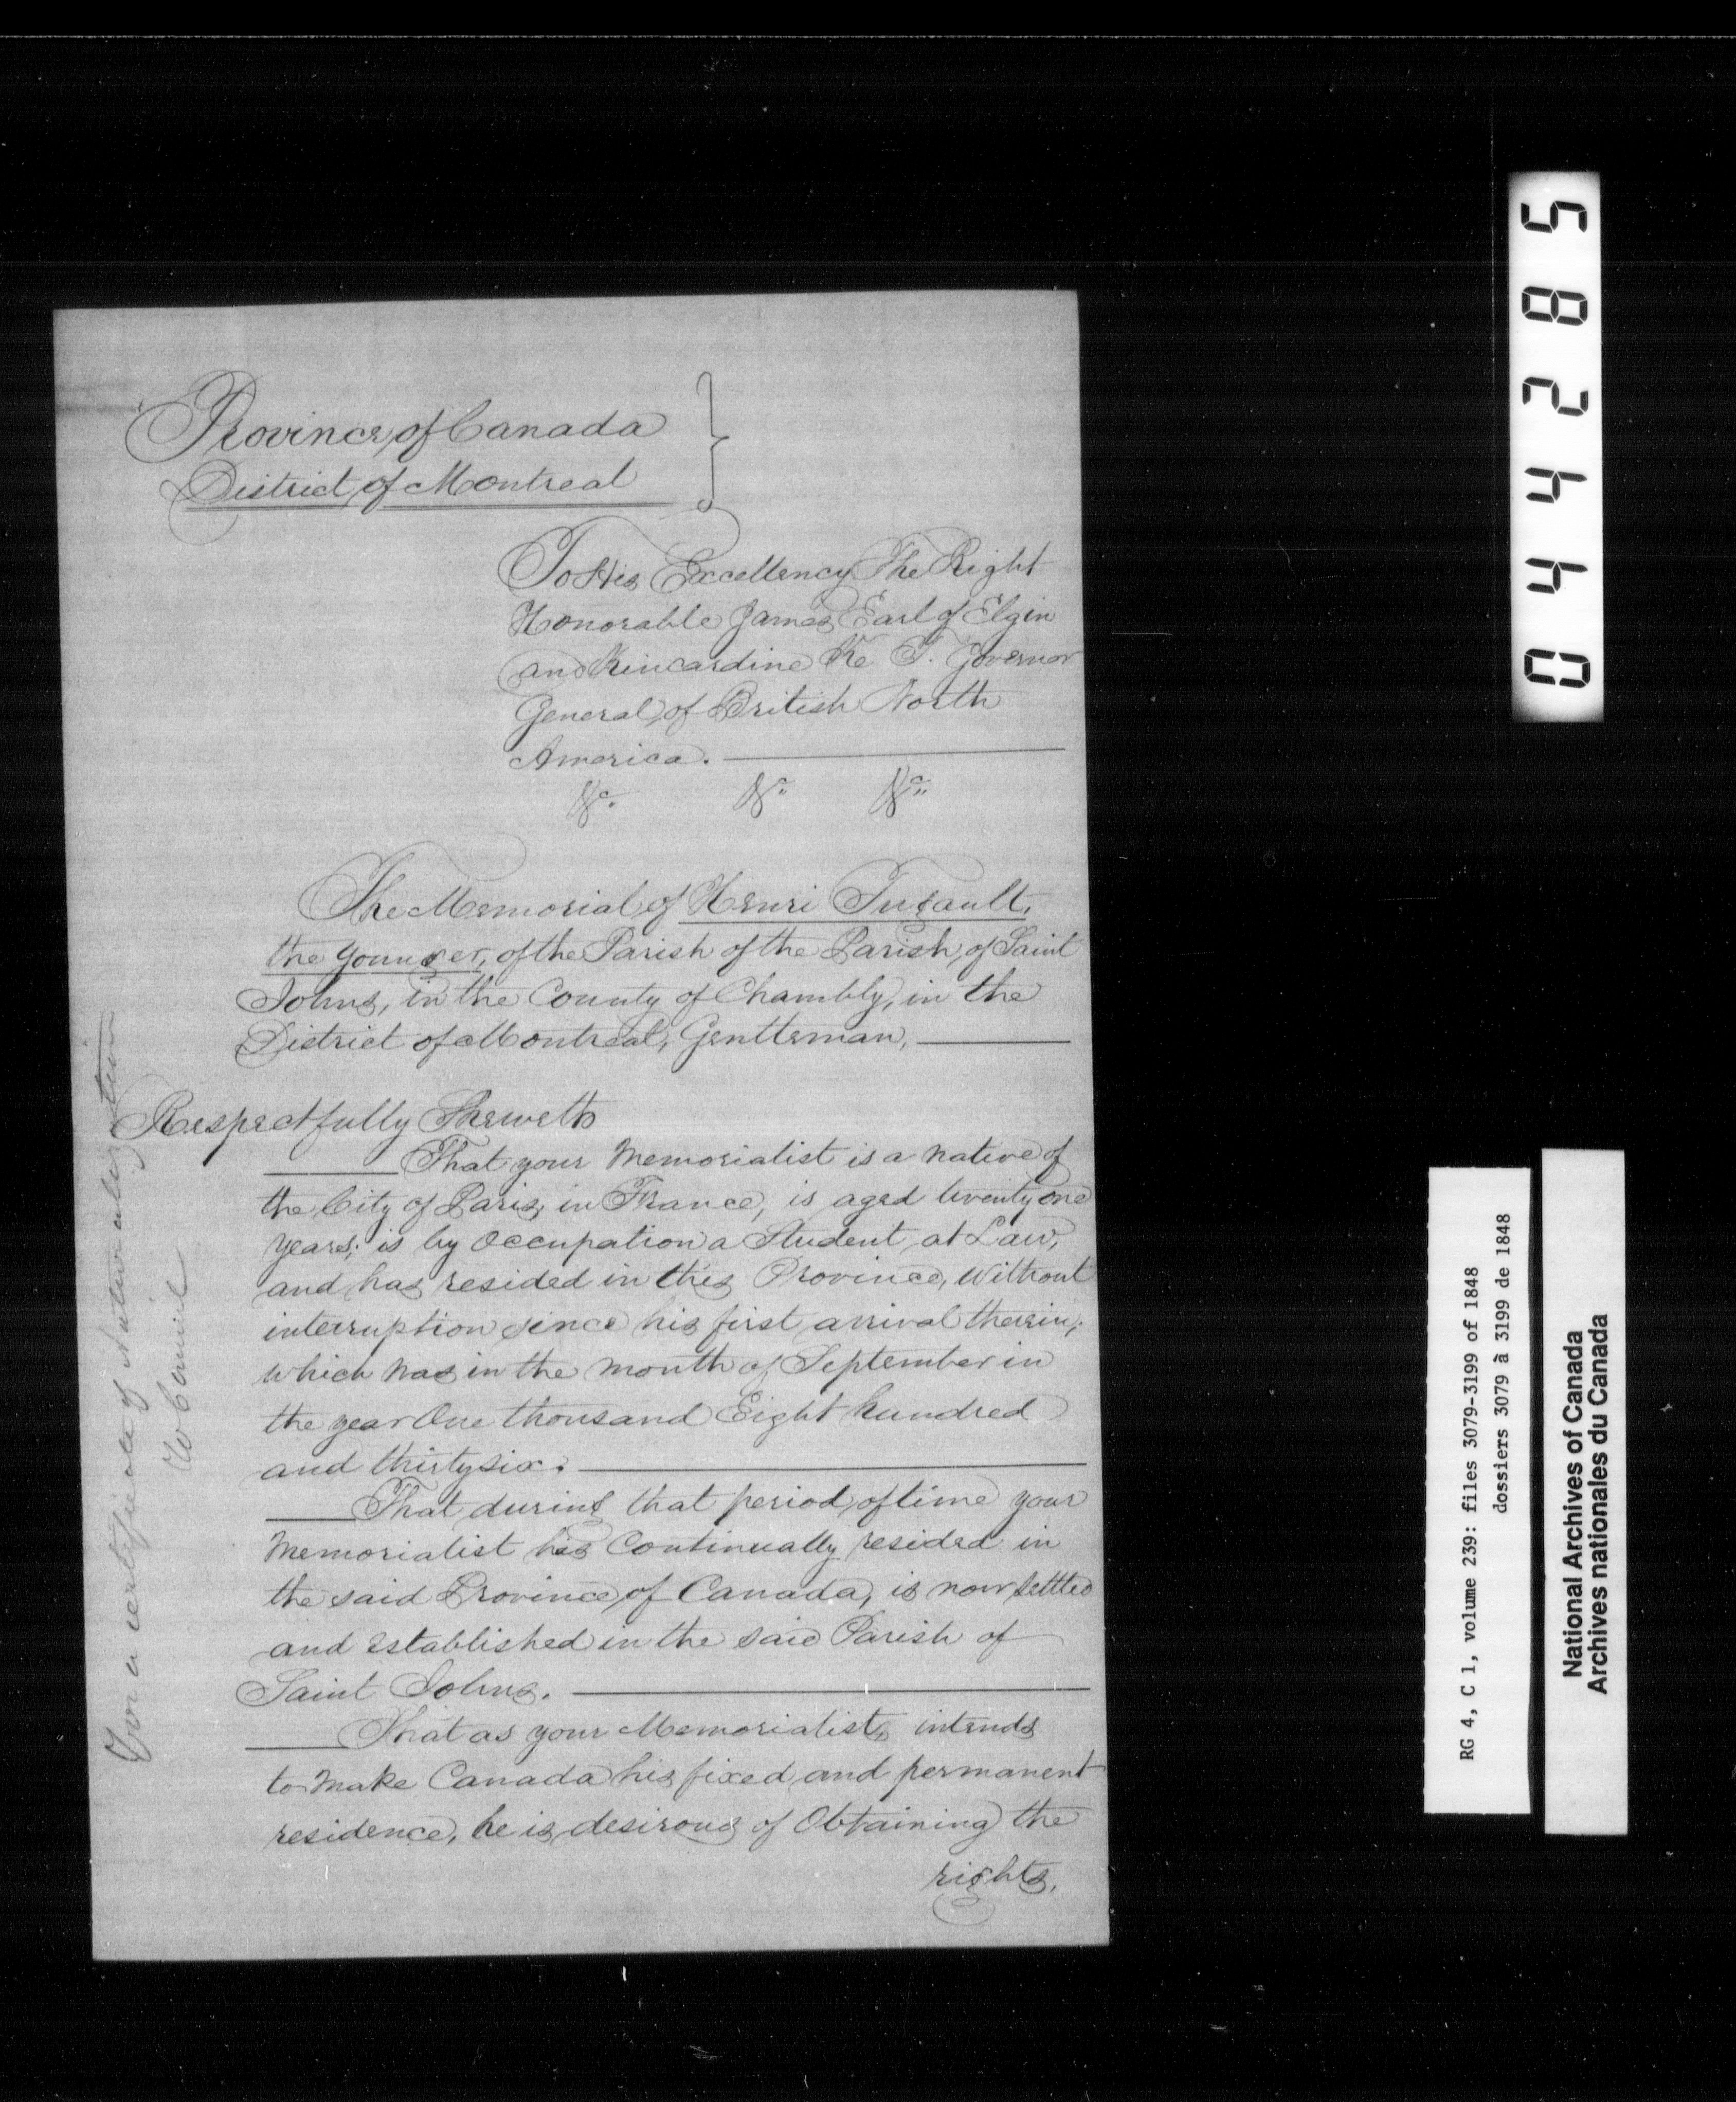 Province of Canada
District of Montreal
To His Excellency The Right
Honorable James Earl of Elgin
and Kincardine Ke T. Governor
General of British North
America.
&c. &c. &c.
The Memorial of Henri Tugault,
the younger, of the Parish of the Parish, of Saint
Johns, in the County of Chambly, in the
District of Montreal, Gentleman,
Respectfully Sheweth
That your Memorialist is a native of
the City of Paris, in France, is aged twenty one
years; is by Occupation a Student at Law,
and has resided in this Province, without
interruption since his first arrival therein;
which was in the month of September in
the year One thousand Eight hundred
and thirty six.
That during that period of time your
Memorialist has Continually resided in
the said Province of Canada, is now settled
and established in the said Parish of
Saint Johns.
That as your Memorialist, intends
to make Canada his fixed and permanent
residence, he is desirous of Obtaining the
rights,
For a certificate of Naturalization
044285
RG 4, C 1, volume 239: files 3079-3199 of 1848
dossiers 3079 à 3199 de 1848
National Archives of Canada
Archives nationales du Canada